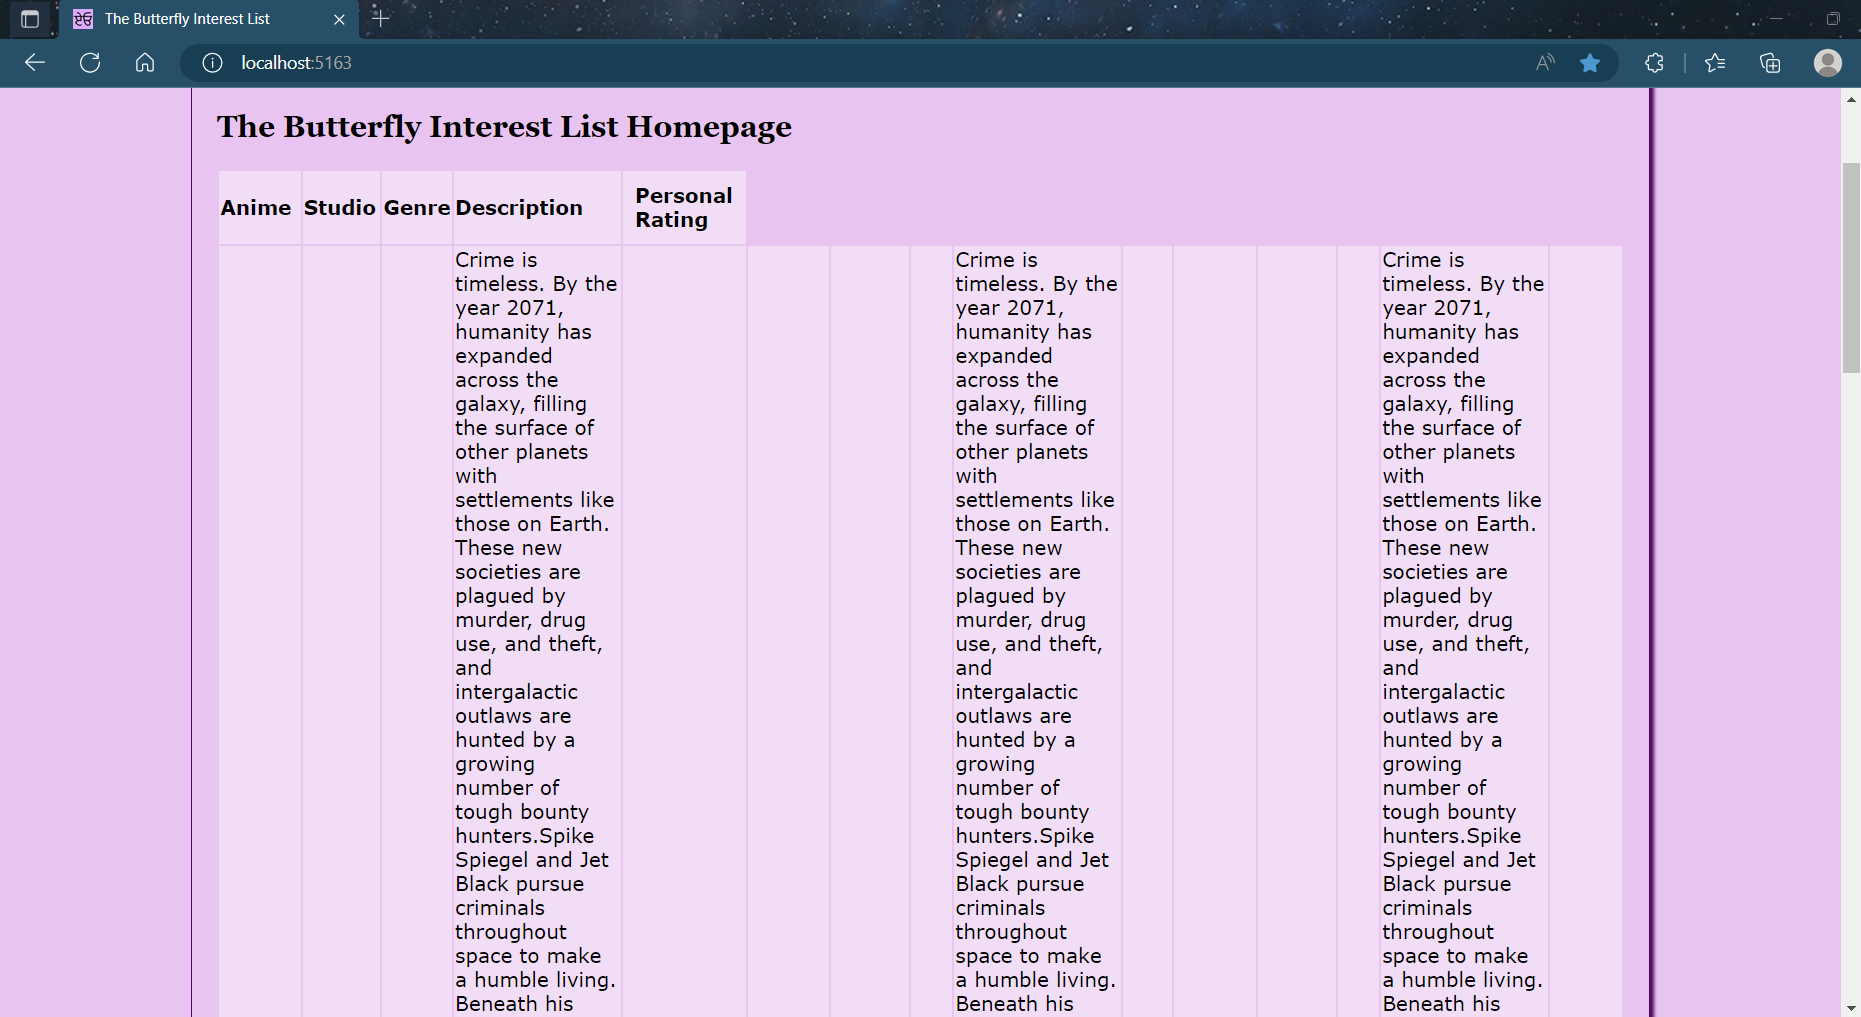 The Butterfly Interest List
localhost:5163
The Butterfly Interest List Homepage
Anime Studio Genre Description Personal
Rating
Crime is
timeless. By the
year 2071,
humanity has
expanded
across the
galaxy, filling
the surface of
other planets
with
settlements like
those on Earth.
These new
societies are
plagued by
murder, drug
use, and theft,
and
intergalactic
outlaws are
hunted by a
growing
number of
tough bounty
hunters.Spike
Spiegel and Jet
Black pursue
criminals
throughout
space to make
a humble living.
Beneath his
Crime is
timeless. By the
year 2071,
humanity has
expanded
across the
galaxy, filling
the surface of
other planets
with
settlements like
those on Earth.
These new
societies are
plagued by
murder, drug
use, and theft,
and
intergalactic
outlaws are
hunted by a
growing
number of
tough bounty
hunters.Spike
Spiegel and Jet
Black pursue
criminals
throughout
space to make
a humble living.
Beneath his
Crime is
timeless. By the
year 2071,
humanity has
expanded
across the
galaxy, filling
the surface of
other planets
with
settlements like
those on Earth.
These new
societies are
plagued by
murder, drug
use, and theft,
and
intergalactic
outlaws are
hunted by a
growing
number of
tough bounty
hunters.Spike
Spiegel and Jet
Black pursue
criminals
throughout
space to make
a humble living.
Beneath his